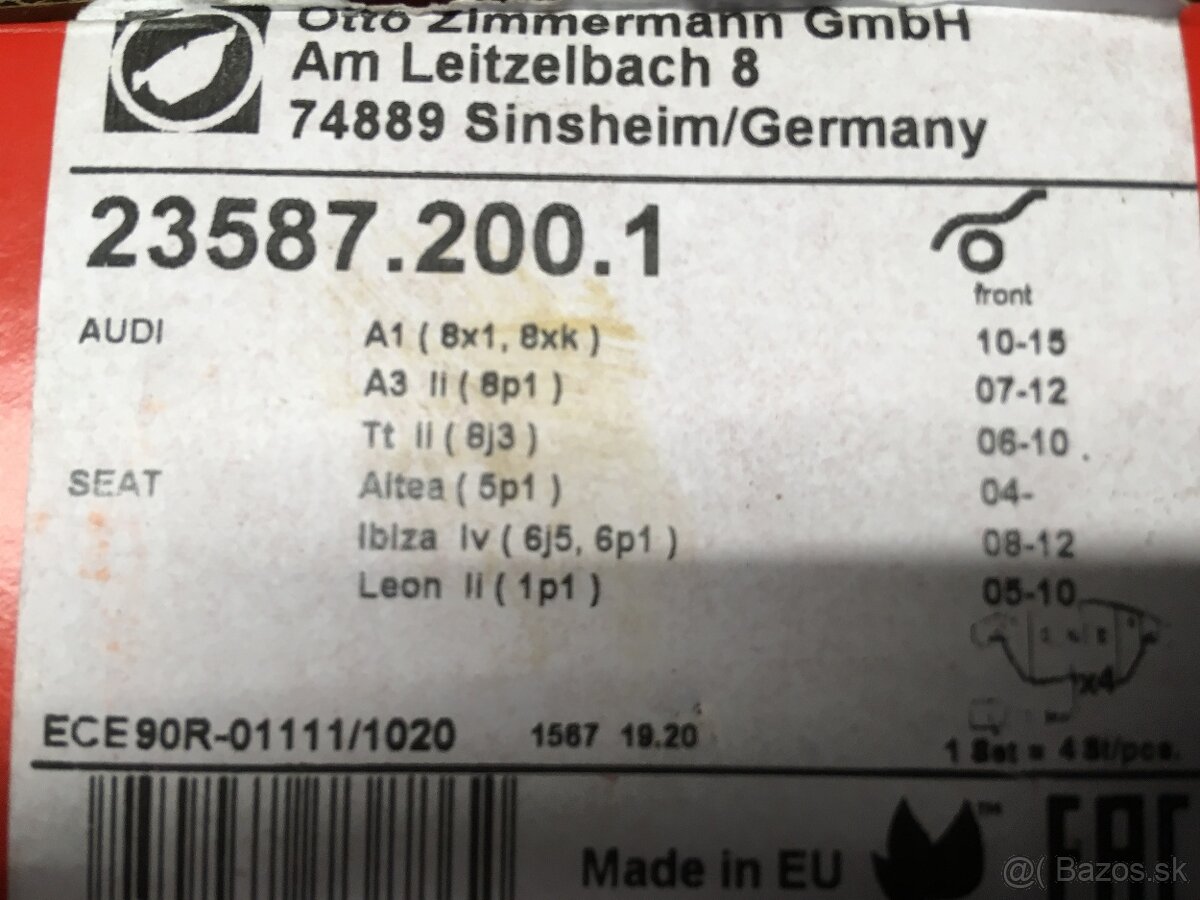 Otto Zimmermann GmbH
Am Leitzelbach 8
74889 Sinsheim/Germany
23587.200.1
front
AUDI A1 ( 8x1, 8xk ) 10-15
A3 Ii ( 8p1 ) 07-12
Tt Ii ( 8j3 ) 06-10
SEAT Altea ( 5p1 ) 04-
Ibiza Iv ( 6j5, 6p1 ) 08-12
Leon Ii ( 1p1 ) 05-10
x4
ECE90R-01111/1020 1567 19.20
1 Set = 4 St/pcs.
Made in EU
TM
EAC
@( Bazos.sk